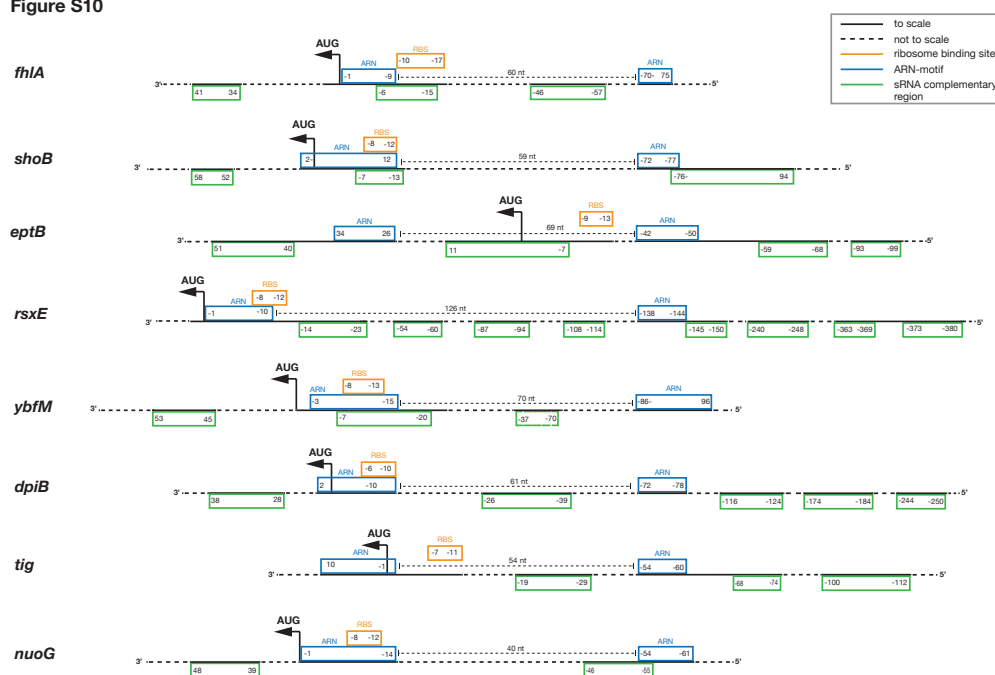 Figure S10
to scale
not to scale
ribosome binding site
ARN-motif
sRNA complementary
region
fhlA
AUG
RBS
-10 -17
ARN
-1 -9
60 nt
ARN
-70- 75
3' 5'
41 34
-6 -15
-46 -57
shoB
AUG
RBS
-8 -12
ARN
2- 12
59 nt
ARN
-72 -77
3' 5'
58 52
-7 -13
-76- 94
eptB
AUG
RBS
-9 -13
ARN
34 26
69 nt
ARN
-42 -50
3' 5'
51 40
11 -7
-59 -68
-93 -99
rsxE
AUG
RBS
-8 -12
ARN
-1 -10
126 nt
ARN
-138 -144
3' 5'
-14 -23
-54 -60
-87 -94
-108 -114
-145 -150
-240 -248
-363 -369
-373 -380
ybfM
AUG
RBS
-8 -13
ARN
-3 -15
70 nt
ARN
-86- 96
3' 5'
53 45
-7 -20
-37 -70
dpiB
AUG
RBS
-6 -10
ARN
2 -10
61 nt
ARN
-72 -78
3' 5'
38 28
-26 -39
-116 -124
-174 -184
-244 -250
tig
AUG
RBS
-7 -11
ARN
10 -1
54 nt
ARN
-54 -60
3' 5'
-19 -29
-68 -74
-100 -112
nuoG
AUG
RBS
-8 -12
ARN
-1 -14
40 nt
ARN
-54 -61
3' 5'
48 39
-46 -55